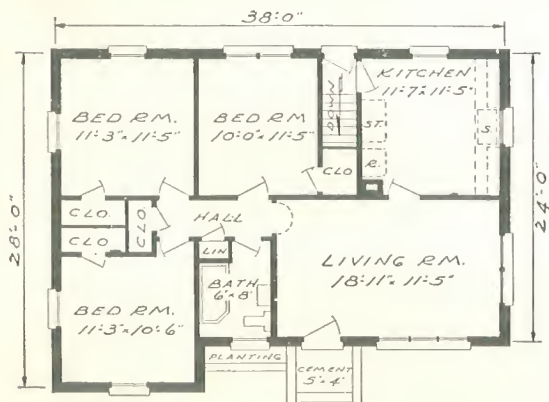 38'-0"
28'-0"
24'-0"
BED RM.
11'-3" x 11'-5"
BED RM
10'-0" x 11'-5"
DOWN
KITCHEN
11'-7" x 11'-5"
ST.
S.
R.
CLO
CLO.
CLO
CLO.
HALL
LIN
BATH
6' x 8'
LIVING RM.
18'-11" x 11'-5"
BED RM.
11'-3" x 10'-6"
PLANTING
CEMENT
5' x 4'